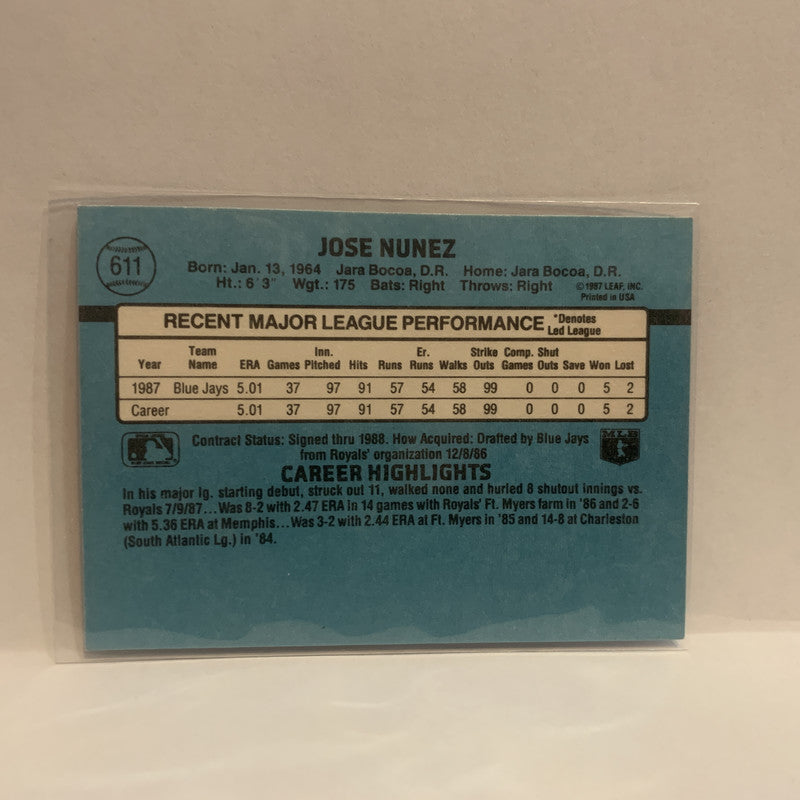 611
JOSE NUNEZ
Born: Jan. 13, 1964 Jara Bocoa, D.R. Home: Jara Bocoa, D.R.
Ht.: 6'3" Wgt.: 175 Bats: Right Throws: Right
©1987 LEAF, INC.
Printed in USA
RECENT MAJOR LEAGUE PERFORMANCE *Denotes Led League
Year Team Name ERA Games Inn. Pitched Hits Runs Er. Runs Walks Strike Outs Comp. Games Shut Outs Save Won Lost
1987 Blue Jays 5.01 37 97 91 57 54 58 99 0 0 0 5 2
Career 5.01 37 97 91 57 54 58 99 0 0 0 5 2
Contract Status: Signed thru 1988. How Acquired: Drafted by Blue Jays
from Royals' organization 12/8/86
MLB
CAREER HIGHLIGHTS
In his major lg. starting debut, struck out 11, walked none and hurled 8 shutout innings vs.
Royals 7/9/87...Was 8-2 with 2.47 ERA in 14 games with Royals' Ft. Myers farm in '86 and 2-6
with 5.36 ERA at Memphis...Was 3-2 with 2.44 ERA at Ft. Myers in '85 and 14-8 at Charleston
(South Atlantic Lg.) in '84.